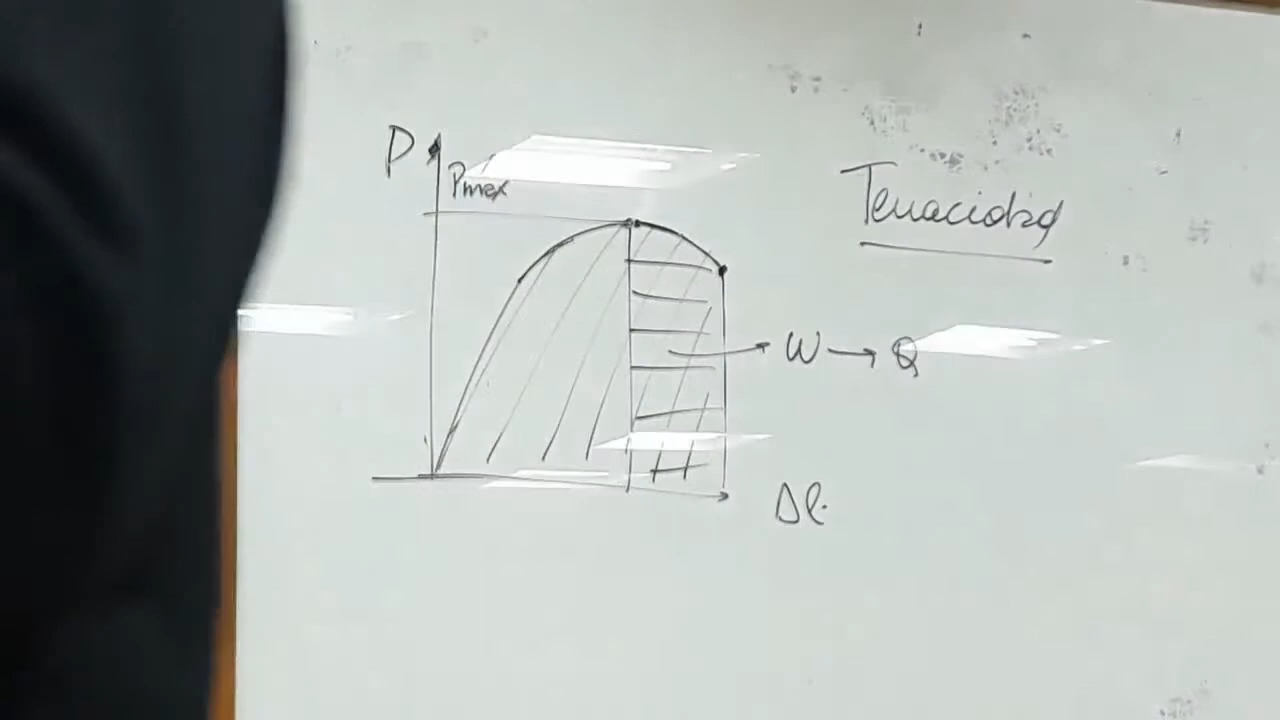 P
Pmax
Tenacidad
W → Q
Δl